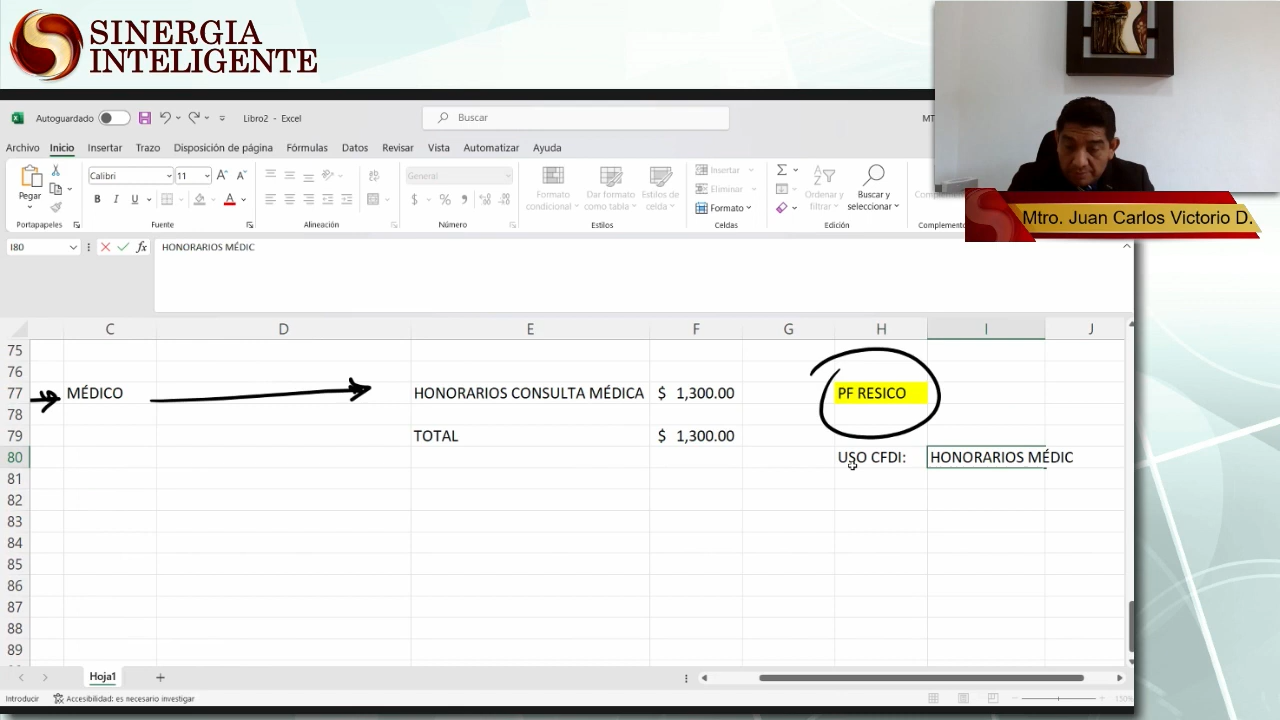 SINERGIA
INTELIGENTE
Autoguardado
Libro2 - Excel
Buscar
MT
Archivo Inicio Insertar Trazo Disposición de página Fórmulas Datos Revisar Vista Automatizar Ayuda
Pegar
Calibri 11 A A
N K S A
General
$ % 
Formato condicional
Dar formato como tabla
Estilos de celda
Insertar
Eliminar
Formato
Ordenar y filtrar
Buscar y seleccionar
Portapapeles Fuente Alineación Número Estilos Celdas Edición Complemento
Mtro. Juan Carlos Victorio D.
I80 fx HONORARIOS MÉDIC
C D E F G H I J
75
76
77 MÉDICO HONORARIOS CONSULTA MÉDICA $ 1,300.00 PF RESICO
78
79 TOTAL $ 1,300.00
80 USO CFDI: HONORARIOS MÉDIC
81
82
83
84
85
86
87
88
89
Hoja1
Introducir Accesibilidad: es necesario investigar 130%